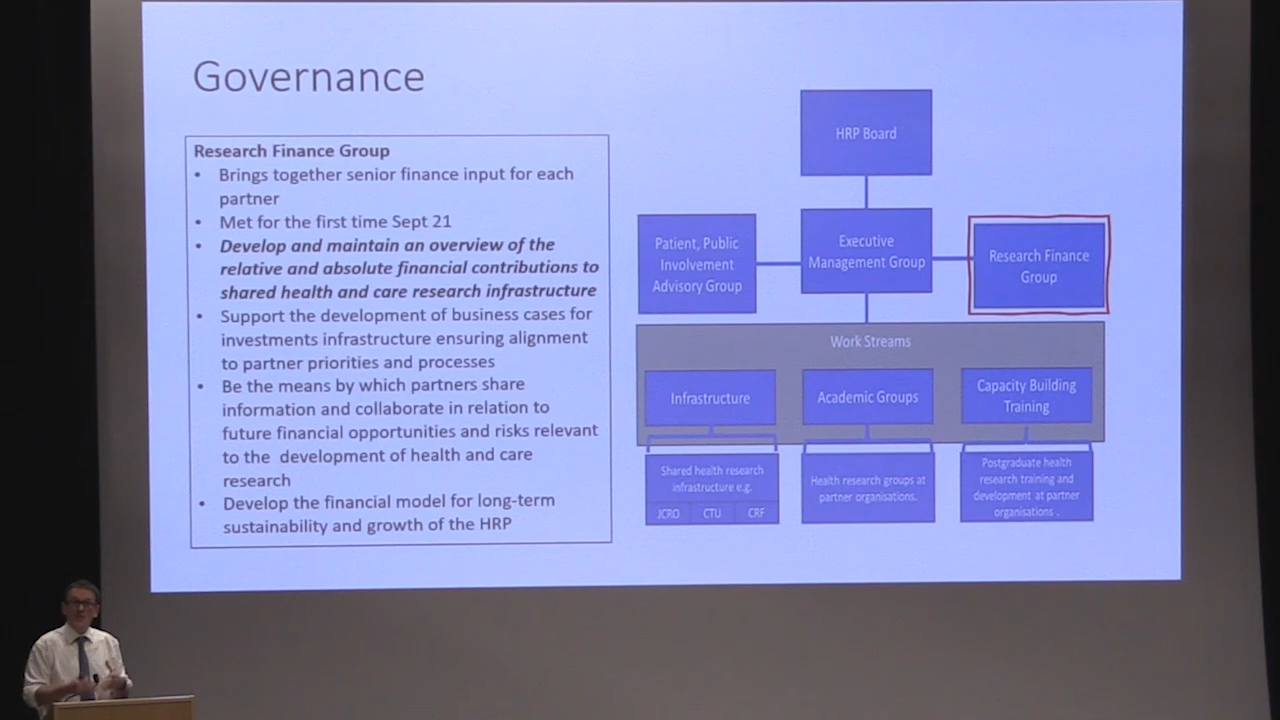 Governance
Research Finance Group
• Brings together senior finance input for each
partner
• Met for the first time Sept 21
• Develop and maintain an overview of the
relative and absolute financial contributions to
shared health and care research infrastructure
• Support the development of business cases for
investments infrastructure ensuring alignment
to partner priorities and processes
• Be the means by which partners share
information and collaborate in relation to
future financial opportunities and risks relevant
to the development of health and care
research
• Develop the financial model for long-term
sustainability and growth of the HRP
HRP Board
Patient, Public
Involvement
Advisory Group
Executive
Management Group
Research Finance
Group
Work Streams
Infrastructure
Academic Groups
Capacity Building
Training
Shared health research
infrastructure e.g.
JCRO CTU CRF
Health research groups at
partner organisations.
Postgraduate health
research training and
development at partner
organisations .